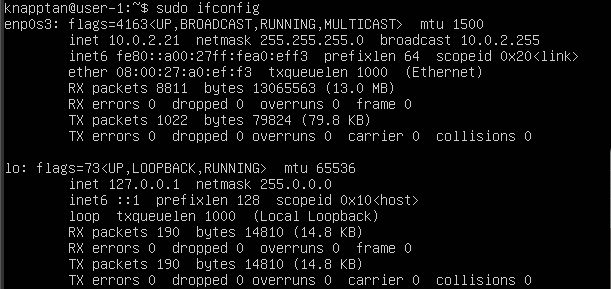 knapptan@user-1:~$ sudo ifconfig
enp0s3: flags=4163<UP,BROADCAST,RUNNING,MULTICAST>  mtu 1500
        inet 10.0.2.21  netmask 255.255.255.0  broadcast 10.0.2.255
        inet6 fe80::a00:27ff:fea0:eff3  prefixlen 64  scopeid 0x20<link>
        ether 08:00:27:a0:ef:f3  txqueuelen 1000  (Ethernet)
        RX packets 8811  bytes 13065563 (13.0 MB)
        RX errors 0  dropped 0  overruns 0  frame 0
        TX packets 1022  bytes 79824 (79.8 KB)
        TX errors 0  dropped 0 overruns 0  carrier 0  collisions 0

lo: flags=73<UP,LOOPBACK,RUNNING>  mtu 65536
        inet 127.0.0.1  netmask 255.0.0.0
        inet6 ::1  prefixlen 128  scopeid 0x10<host>
        loop  txqueuelen 1000  (Local Loopback)
        RX packets 190  bytes 14810 (14.8 KB)
        RX errors 0  dropped 0  overruns 0  frame 0
        TX packets 190  bytes 14810 (14.8 KB)
        TX errors 0  dropped 0 overruns 0  carrier 0  collisions 0